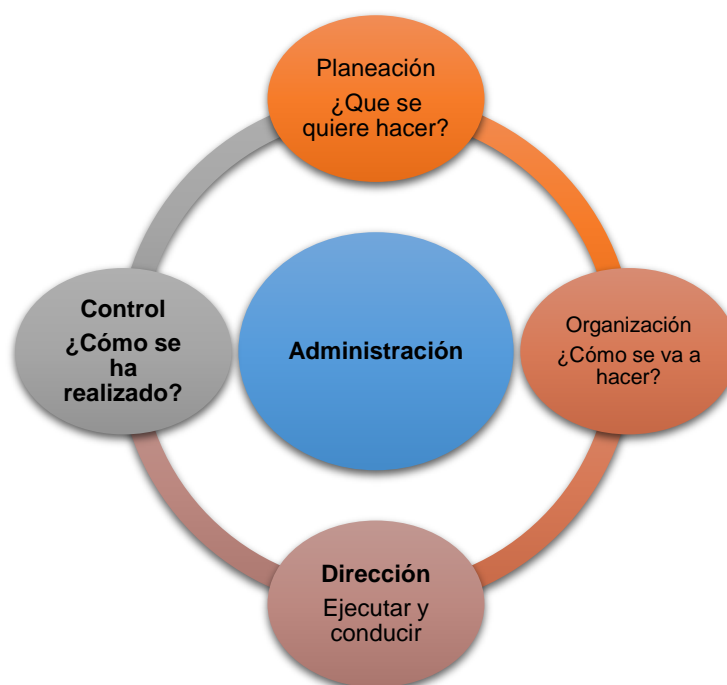 Planeación
¿Que se
quiere hacer?
Organización
¿Cómo se va a
hacer?
Dirección
Ejecutar y
conducir
Control
¿Cómo se
ha
realizado?
Administración